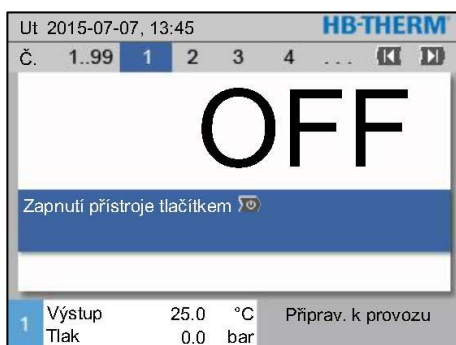 Ut 2015-07-07, 13:45 HB-THERM
Č. 1..99 1 2 3 4 ...
OFF
Zapnutí přístroje tlačítkem
1 Výstup 25.0 °C Připrav. k provozu
Tlak 0.0 bar